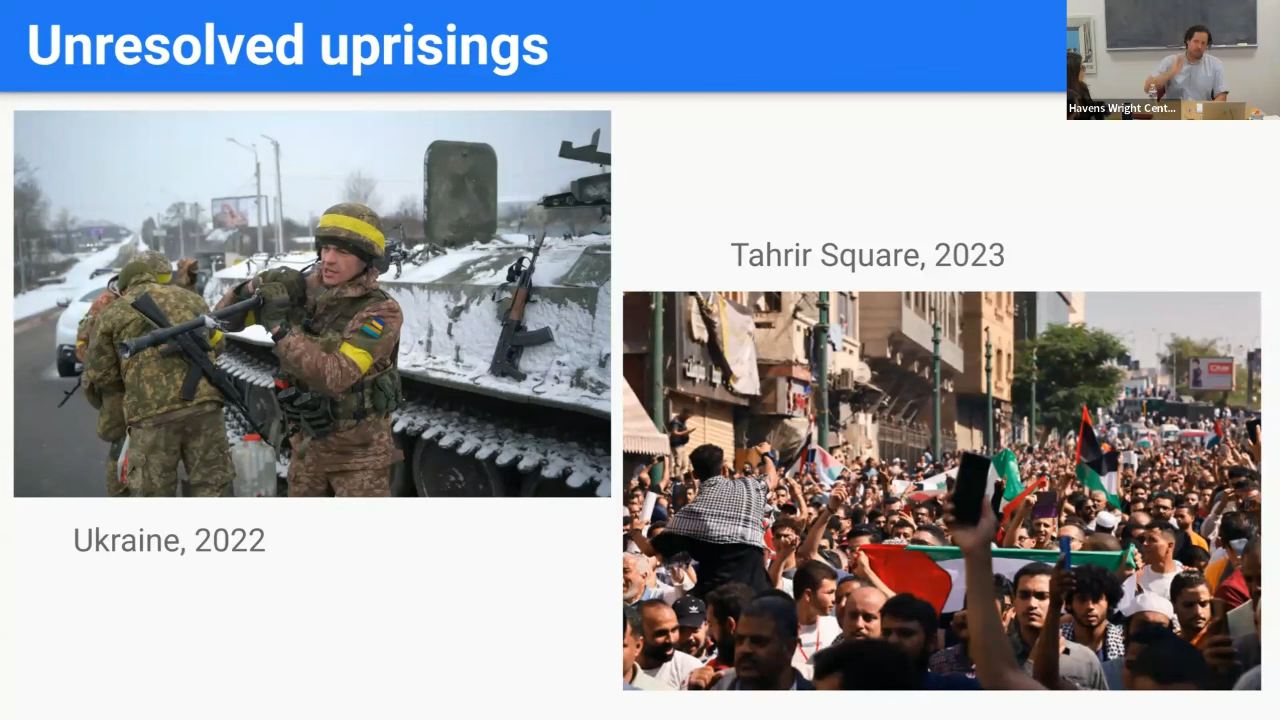 Unresolved uprisings
Havens Wright Cent...
Tahrir Square, 2023
Ukraine, 2022